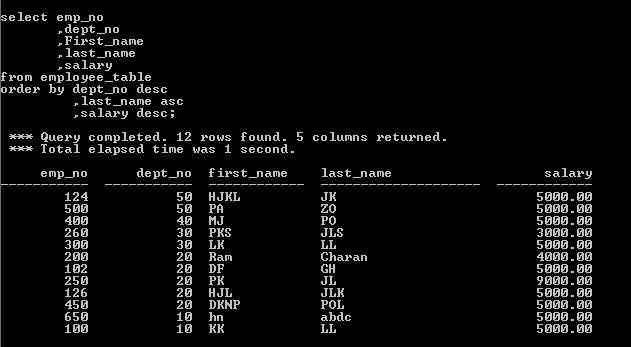 select emp_no
,dept_no
,First_name
,last_name
,salary
from employee_table
order by dept_no desc
,last_name asc
,salary desc;
*** Query completed. 12 rows found. 5 columns returned.
*** Total elapsed time was 1 second.
emp_no dept_no first_name last_name salary
124 50 HJKL JK 5000.00
500 50 PA ZO 5000.00
400 40 MJ PO 5000.00
260 30 PKS JLS 3000.00
300 30 LK LL 5000.00
200 20 Ram Charan 4000.00
102 20 DF GH 5000.00
250 20 PK JL 9000.00
126 20 HJL JLK 5000.00
450 20 DKNP POL 5000.00
650 10 hn abdc 5000.00
100 10 KK LL 5000.00